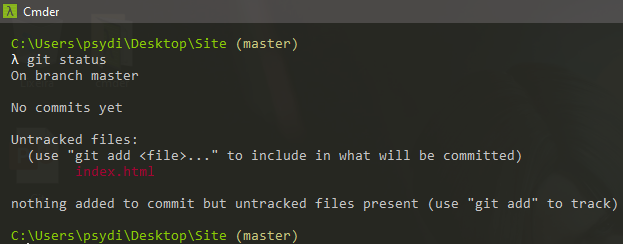 λ Cmder
C:\Users\psydi\Desktop\Site (master)
λ git status
On branch master
No commits yet
Untracked files:
(use "git add <file>..." to include in what will be committed)
index.html
nothing added to commit but untracked files present (use "git add" to track)
C:\Users\psydi\Desktop\Site (master)